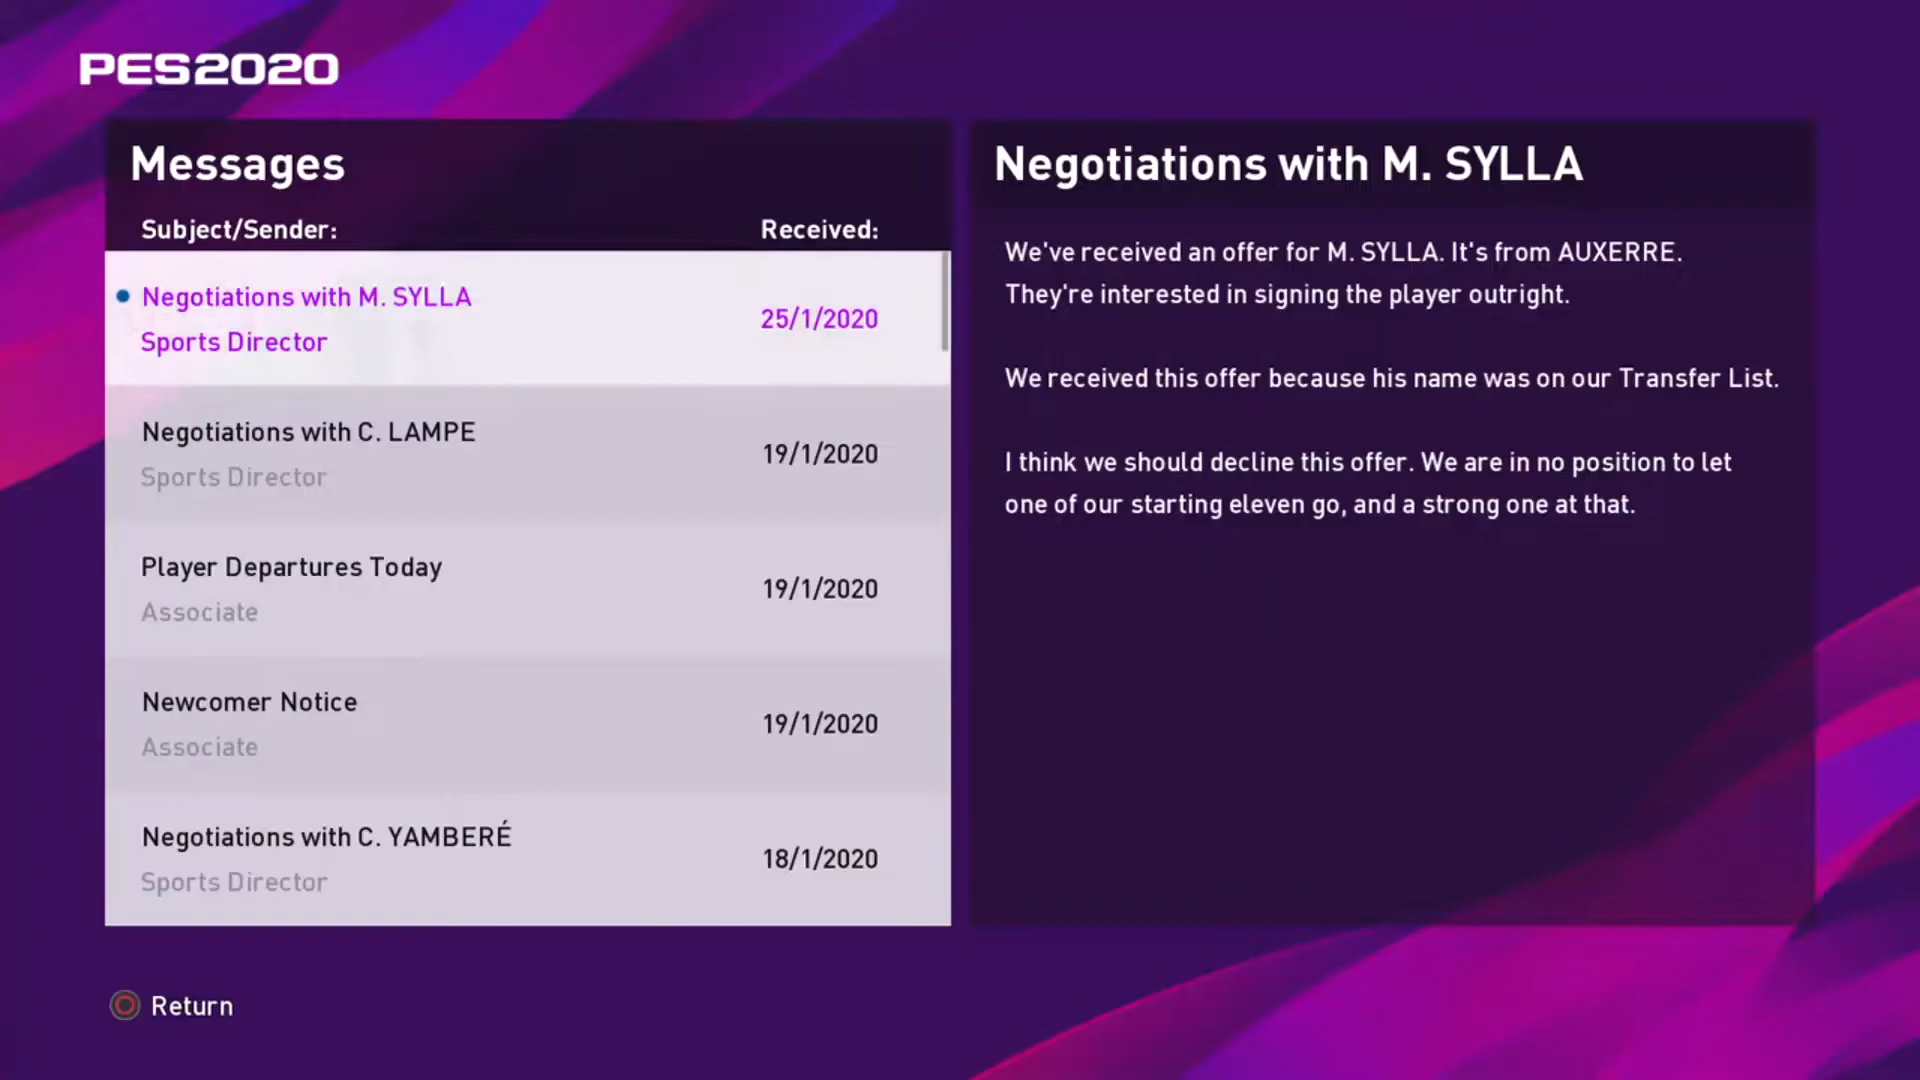 PES2020
Messages
Subject/Sender: Received:
Negotiations with M. SYLLA
Sports Director
25/1/2020
Negotiations with C. LAMPE
Sports Director
19/1/2020
Player Departures Today
Associate
19/1/2020
Newcomer Notice
Associate
19/1/2020
Negotiations with C. YAMBERÉ
Sports Director
18/1/2020
Negotiations with M. SYLLA
We've received an offer for M. SYLLA. It's from AUXERRE.
They're interested in signing the player outright.
We received this offer because his name was on our Transfer List.
I think we should decline this offer. We are in no position to let
one of our starting eleven go, and a strong one at that.
Return